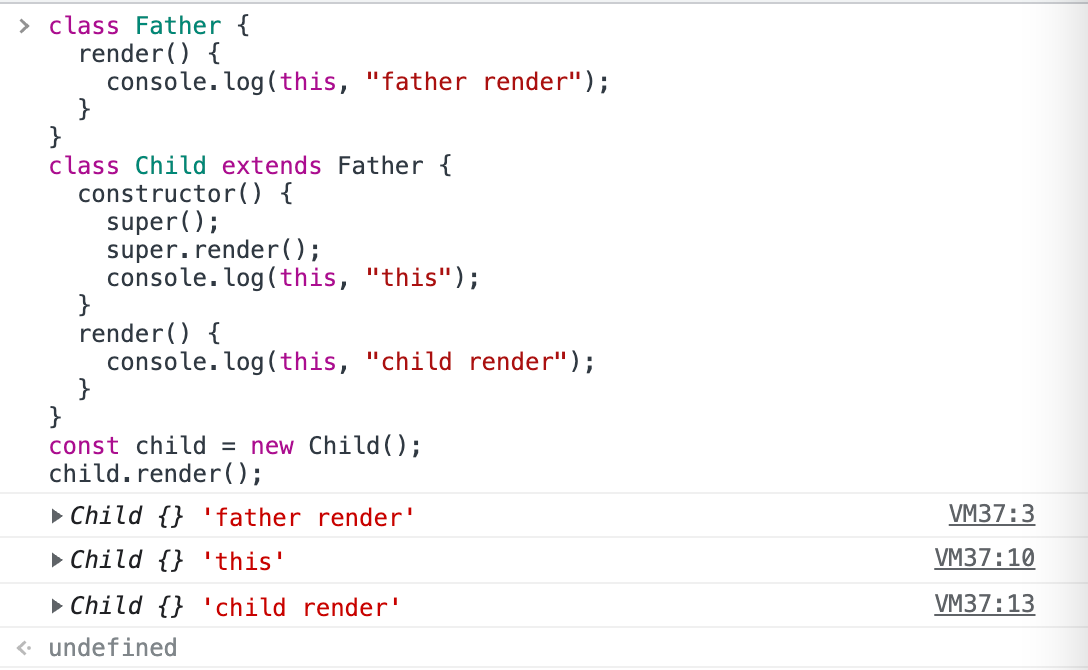 class Father {
  render() {
    console.log(this, "father render");
  }
}
class Child extends Father {
  constructor() {
    super();
    super.render();
    console.log(this, "this");
  }
  render() {
    console.log(this, "child render");
  }
}
const child = new Child();
child.render();
Child {} 'father render' VM37:3
Child {} 'this' VM37:10
Child {} 'child render' VM37:13
undefined